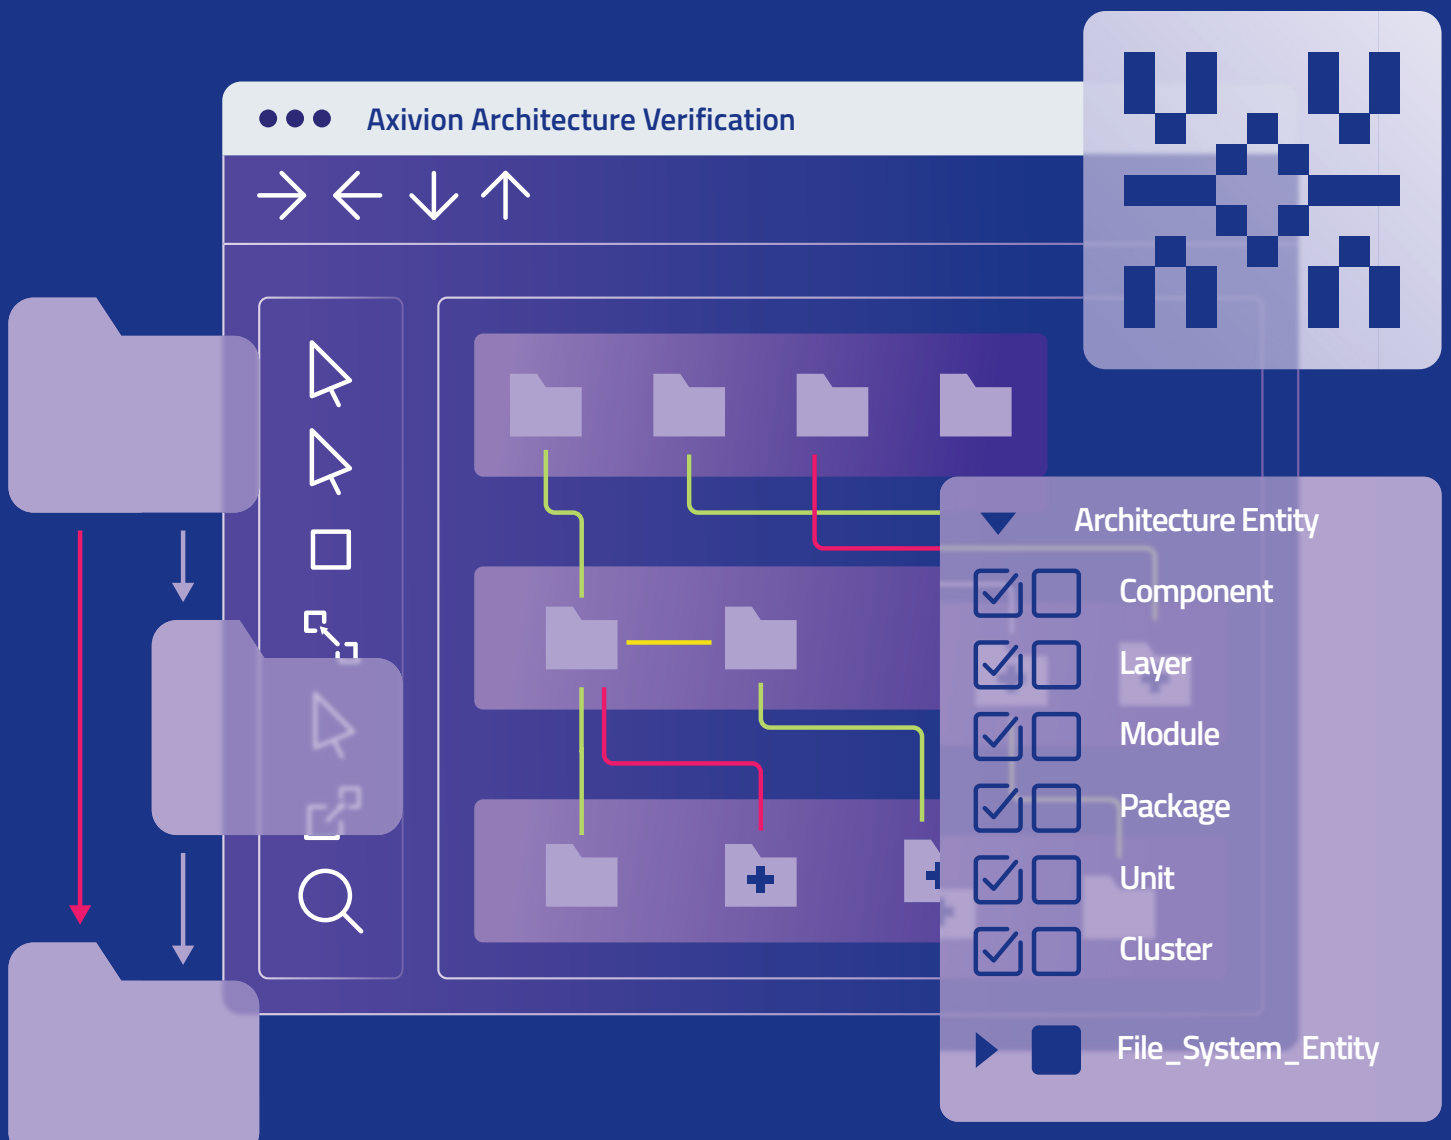 Axivion Architecture Verification
Architecture Entity
Component
Layer
Module
Package
Unit
Cluster
File_System_Entity